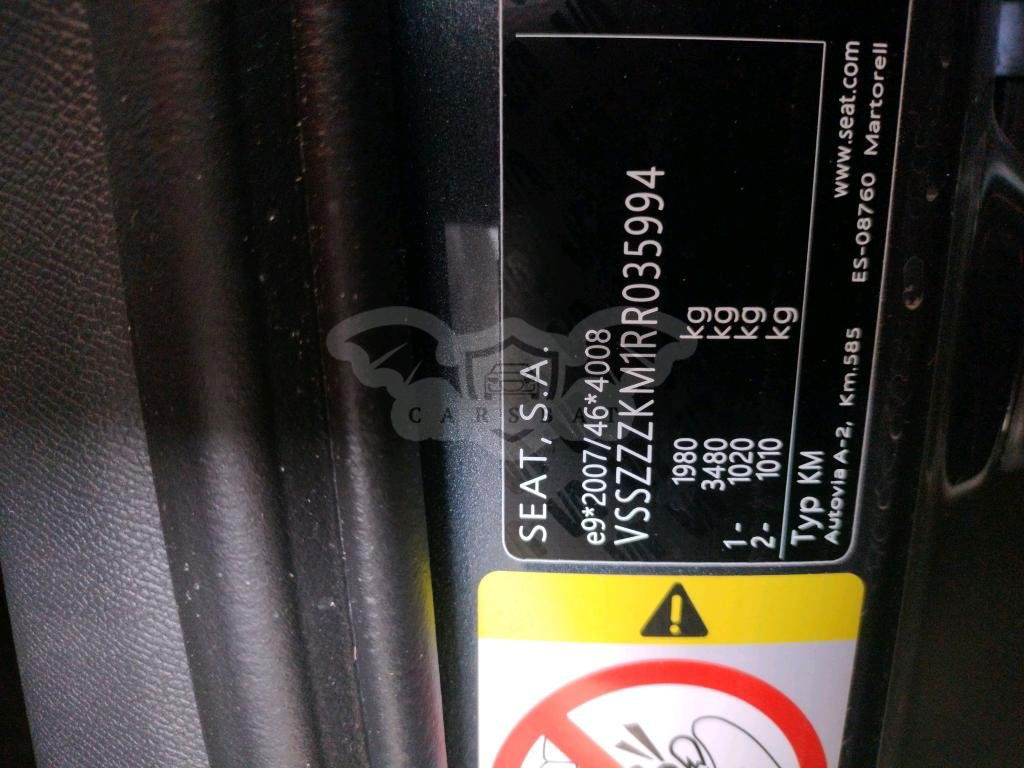 SEAT, S.A.
e9*2007/46*4008
VSSZZZKM1RR035994
1980 kg
3480 kg
1- 1020 kg
2- 1010 kg
Typ KM
www.seat.com
Autovia A-2, Km.585 ES-08760 Martorell
CARSBAT